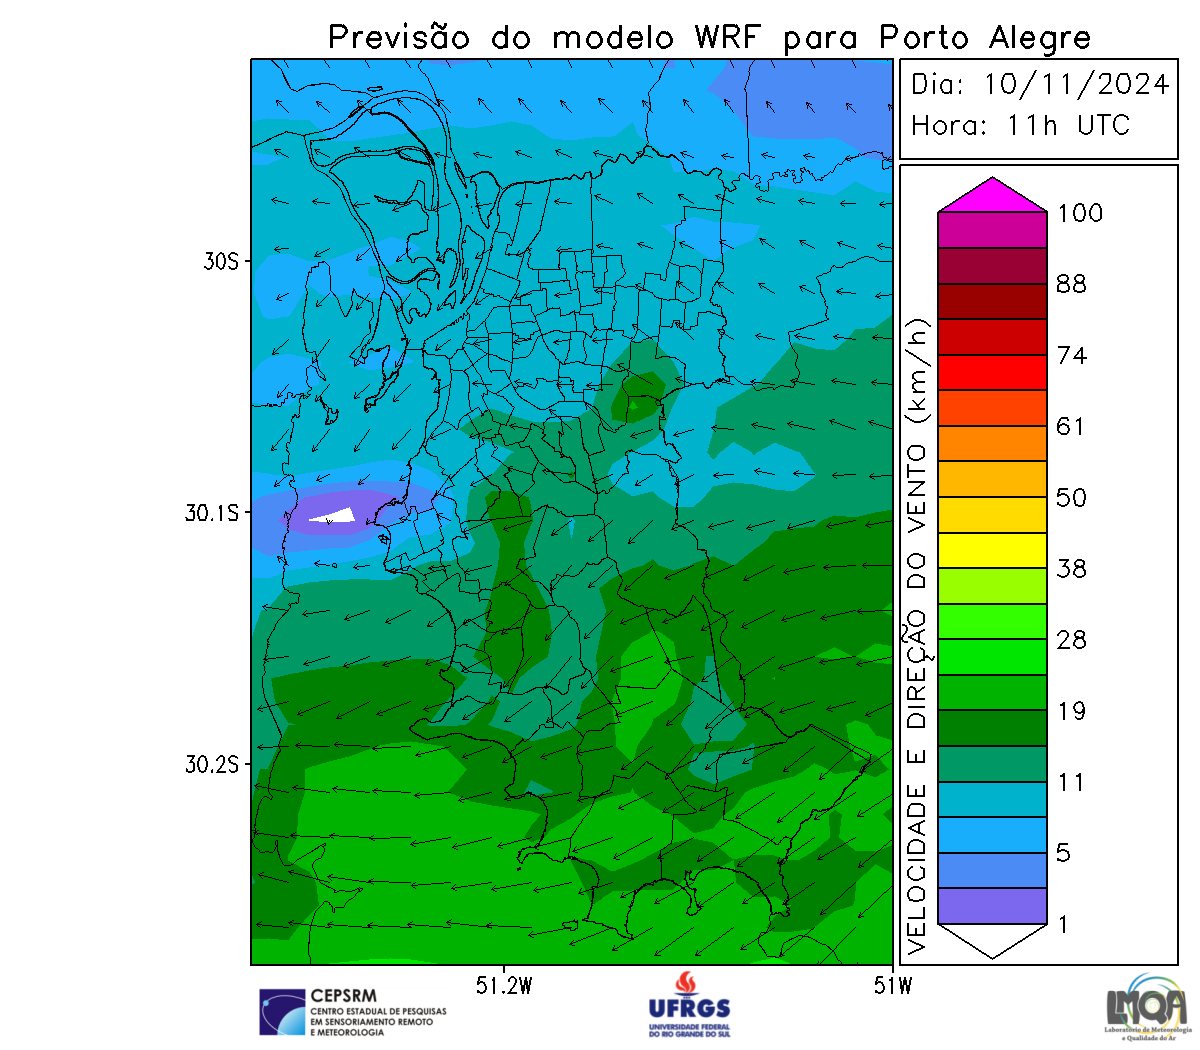 Previsão do modelo WRF para Porto Alegre
Dia: 10/11/2024
Hora: 11h UTC
30S
30.1S
30.2S
51.2W
51W
VELOCIDADE E DIREÇÃO DO VENTO (km/h)
100
88
74
61
50
38
28
19
11
5
1
CEPSRM
CENTRO ESTADUAL DE PESQUISAS
EM SENSORIAMENTO REMOTO
E METEOROLOGIA
UFRGS
UNIVERSIDADE FEDERAL
DO RIO GRANDE DO SUL
LMQA
Laboratório de Meteorologia
e Qualidade do Ar